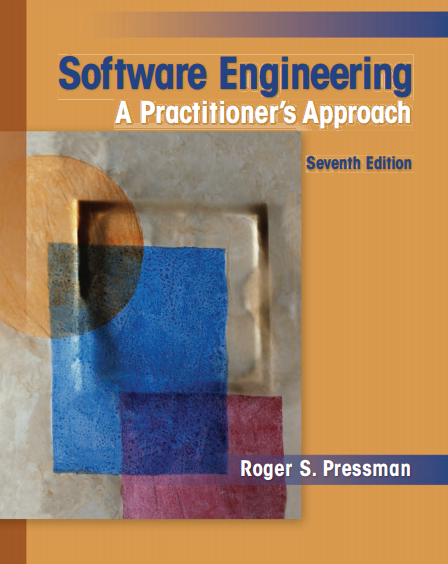 Software Engineering
A Practitioner's Approach
Seventh Edition
Roger S. Pressman